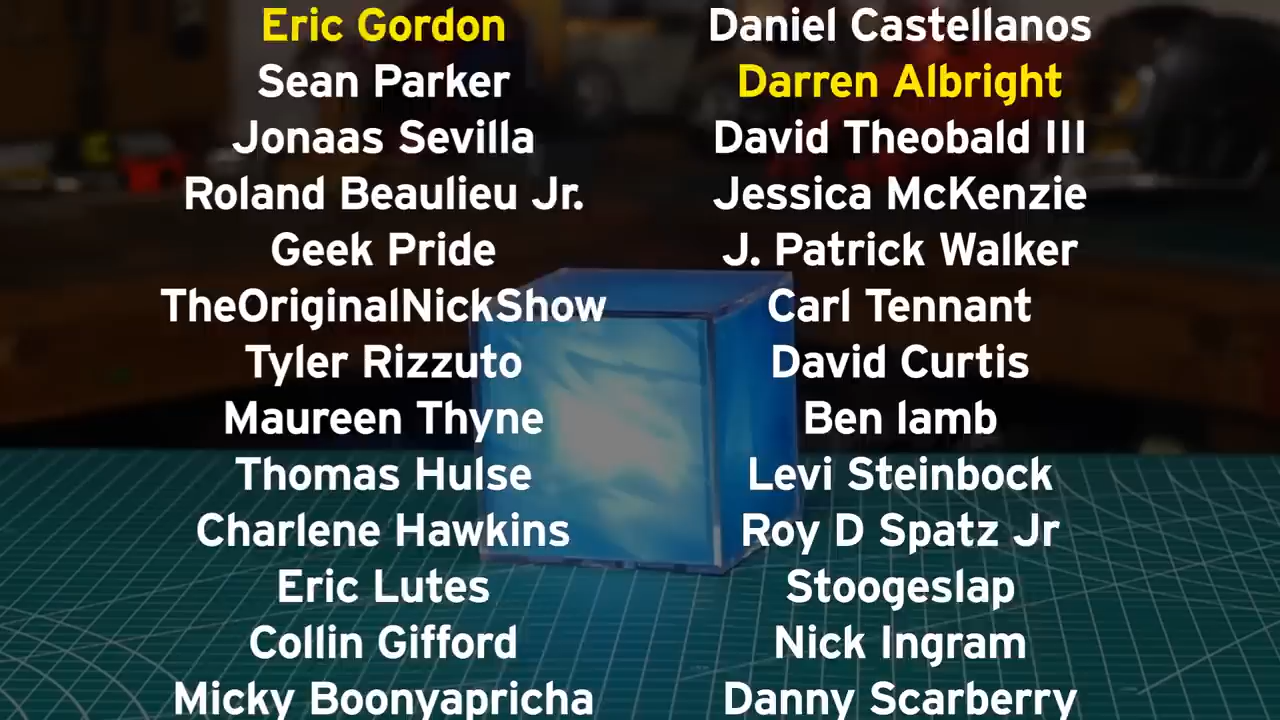 Eric Gordon
Sean Parker
Jonaas Sevilla
Roland Beaulieu Jr.
Geek Pride
TheOriginalNickShow
Tyler Rizzuto
Maureen Thyne
Thomas Hulse
Charlene Hawkins
Eric Lutes
Collin Gifford
Micky Boonyapricha
Daniel Castellanos
Darren Albright
David Theobald III
Jessica McKenzie
J. Patrick Walker
Carl Tennant
David Curtis
Ben lamb
Levi Steinbock
Roy D Spatz Jr
Stoogeslap
Nick Ingram
Danny Scarberry